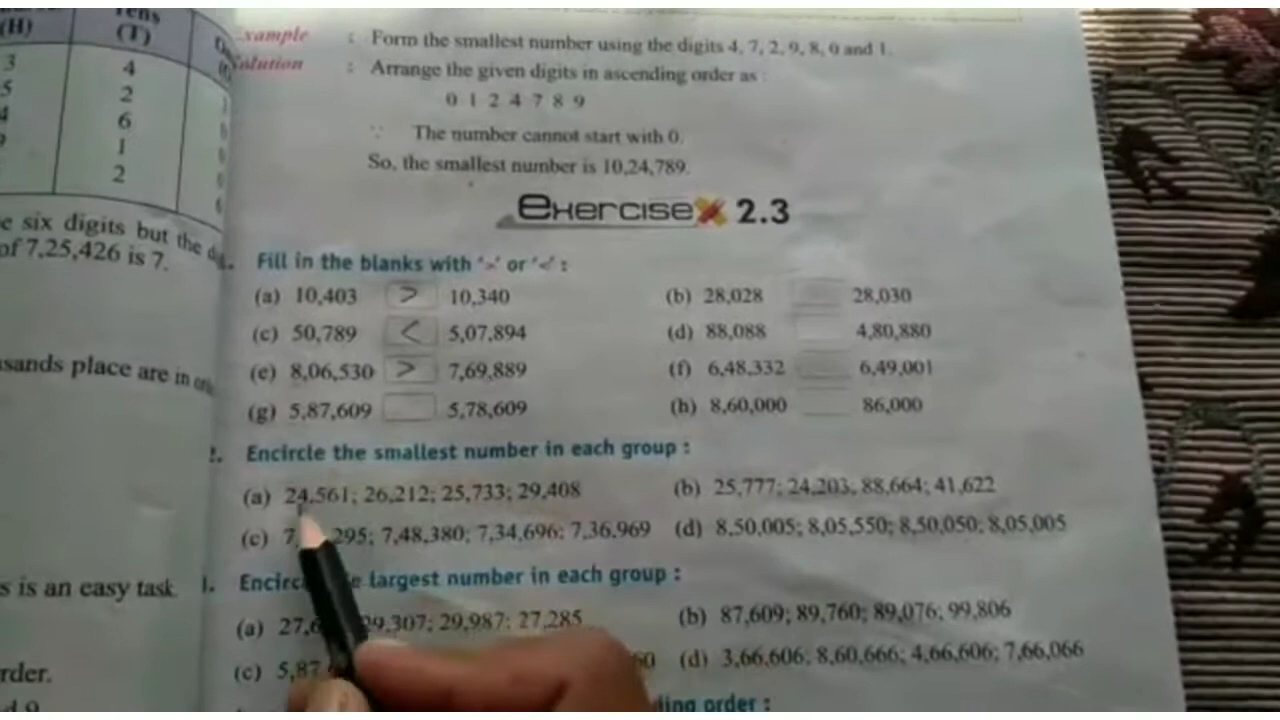 Tens
(H) (T)
3 4
5 2
4 6
1
2
e six digits but the
of 7,25,426 is 7.
sands place are in
s is an easy task.
rder.
xample : Form the smallest number using the digits 4, 7, 2, 9, 8, 0 and 1.
olution : Arrange the given digits in ascending order as :
0 1 2 4 7 8 9
∵ The number cannot start with 0.
So, the smallest number is 10,24,789.
Exercise 2.3
Fill in the blanks with '>' or '<' :
(a) 10,403 > 10,340 (b) 28,028 28,030
(c) 50,789 < 5,07,894 (d) 88,088 4,80,880
(e) 8,06,530 > 7,69,889 (f) 6,48,332 6,49,001
(g) 5,87,609 5,78,609 (h) 8,60,000 86,000
2. Encircle the smallest number in each group :
(a) 24,561; 26,212; 25,733; 29,408 (b) 25,777; 24,203, 88,664; 41,622
(c) 7, 295; 7,48,380; 7,34,696; 7,36,969 (d) 8,50,005; 8,05,550; 8,50,050; 8,05,005
Encirc e largest number in each group :
(a) 27, 29,307; 29,987; 27,285 (b) 87,609; 89,760; 89,076; 99,806
(c) 5,87 60 (d) 3,66,606; 8,60,666; 4,66,606; 7,66,066
ding order :